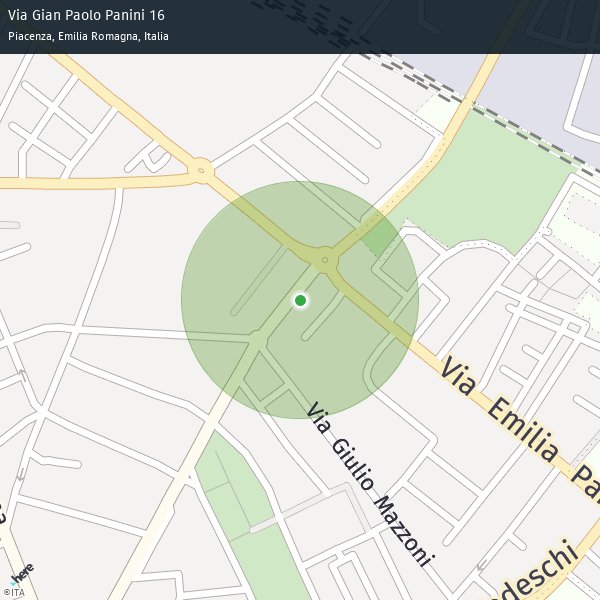 Via Gian Paolo Panini 16
Piacenza, Emilia Romagna, Italia
Via Emilia Pa
Via Giulio Mazzoni
deschi
a
here
©ITA